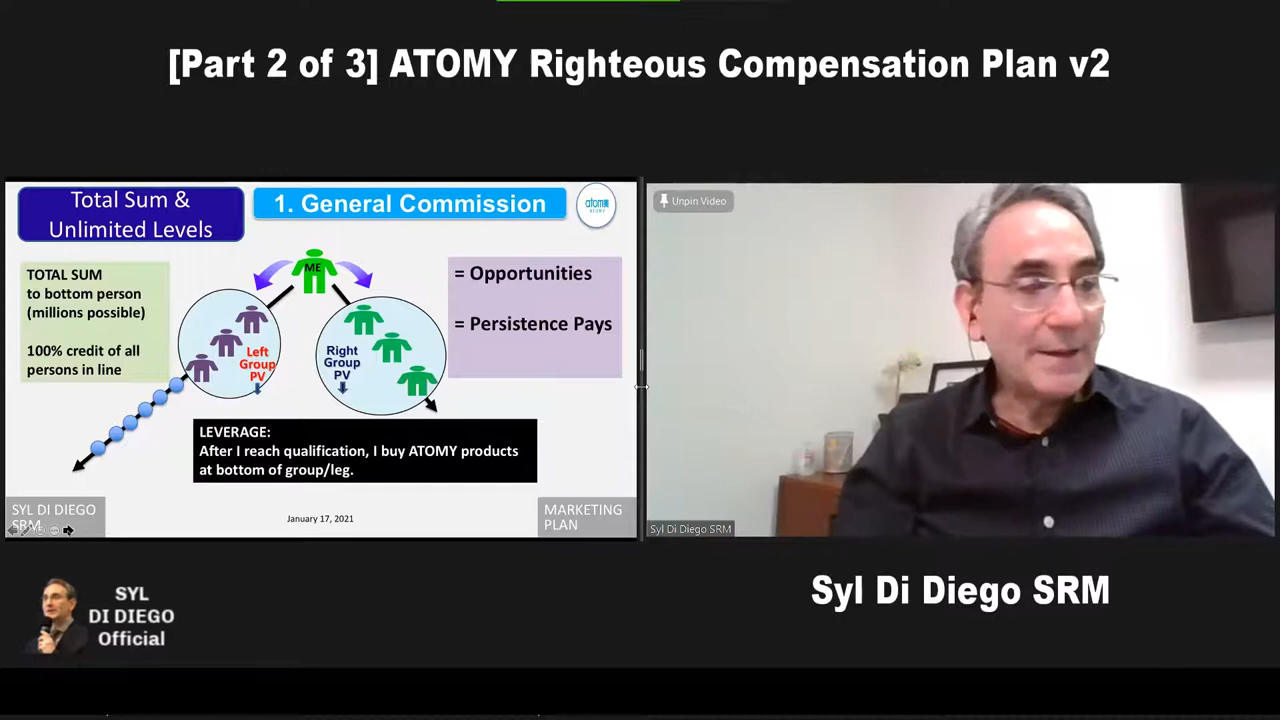 [Part 2 of 3] ATOMY Righteous Compensation Plan v2
Total Sum &
Unlimited Levels
1. General Commission
atomy
ATOMY
TOTAL SUM
to bottom person
(millions possible)
100% credit of all
persons in line
ME
Left
Group
PV
Right
Group
PV
= Opportunities
= Persistence Pays
LEVERAGE:
After I reach qualification, I buy ATOMY products
at bottom of group/leg.
SYL DI DIEGO
SRM
January 17, 2021
MARKETING
PLAN
Unpin Video
Syl Di Diego SRM
SYL
DI DIEGO
Official
Syl Di Diego SRM